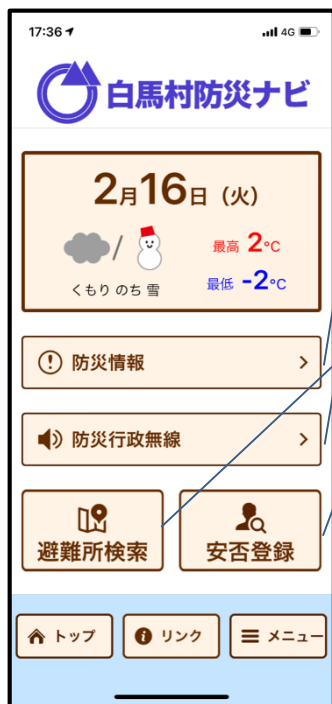 17:36 4G
白馬村防災ナビ
2月16日（火）
最高 2°C
くもり のち 雪 最低 -2°C
防災情報
防災行政無線
避難所検索 安否登録
トップ リンク メニュー